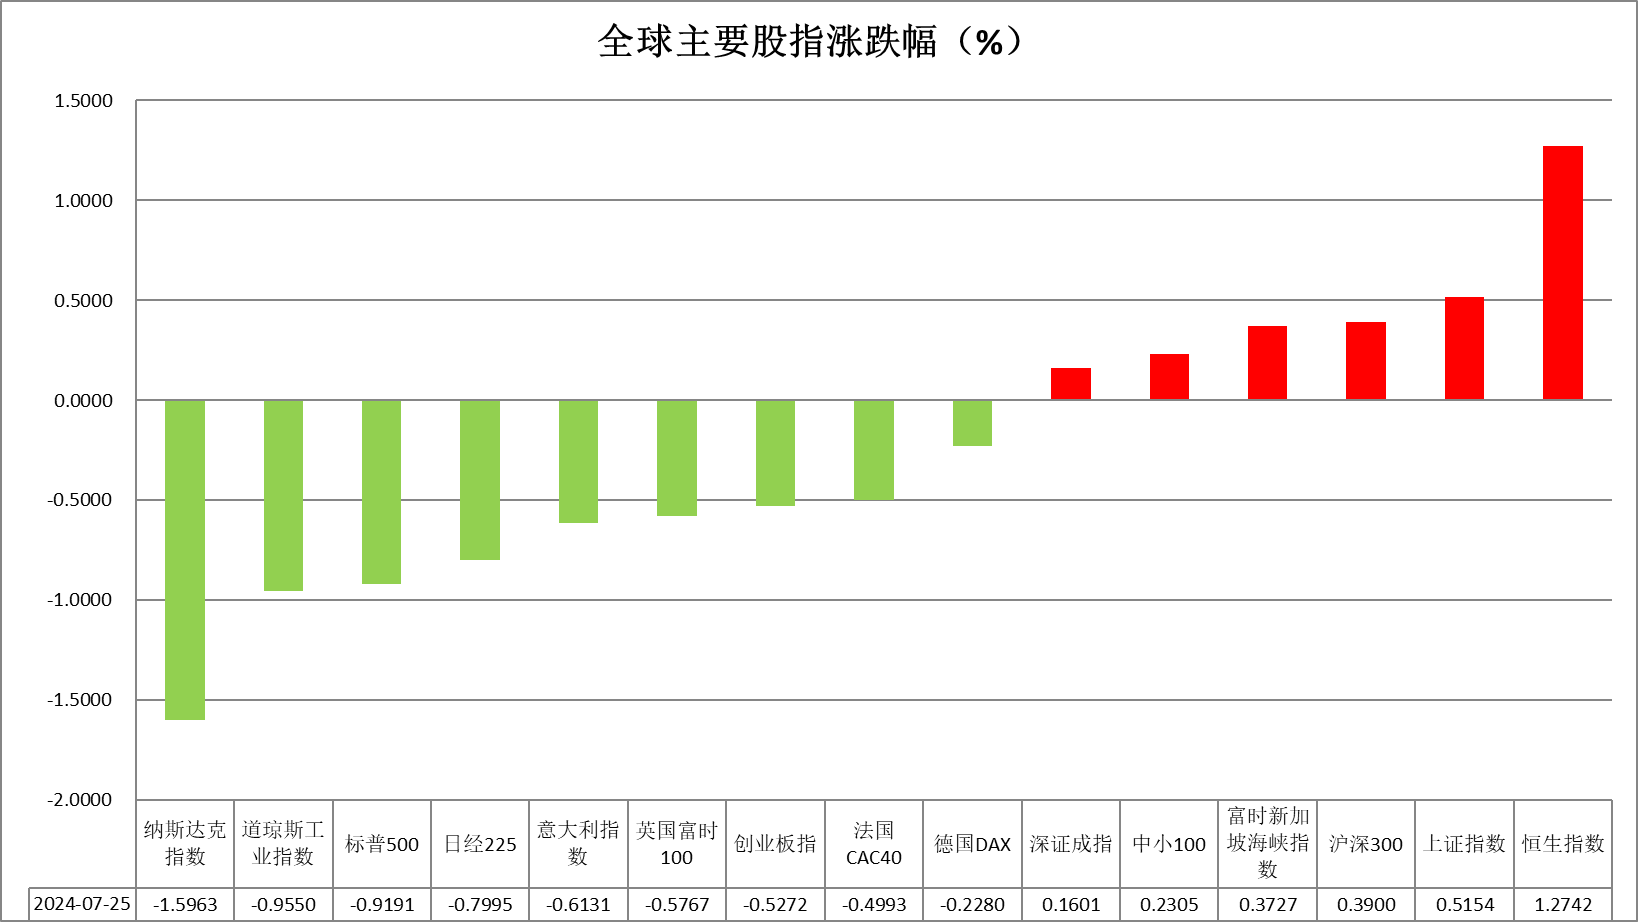 全球主要股指涨跌幅（%）
1.5000
1.0000
0.5000
0.0000
-0.5000
-1.0000
-1.5000
-2.0000
纳斯达克
指数
道琼斯工
业指数
标普500
日经225
意大利指
数
英国富时
100
创业板指
法国
CAC40
德国DAX
深证成指
中小100
富时新加
坡海峡指
数
沪深300
上证指数
恒生指数
2024-07-25 -1.5963 -0.9550 -0.9191 -0.7995 -0.6131 -0.5767 -0.5272 -0.4993 -0.2280 0.1601 0.2305 0.3727 0.3900 0.5154 1.2742